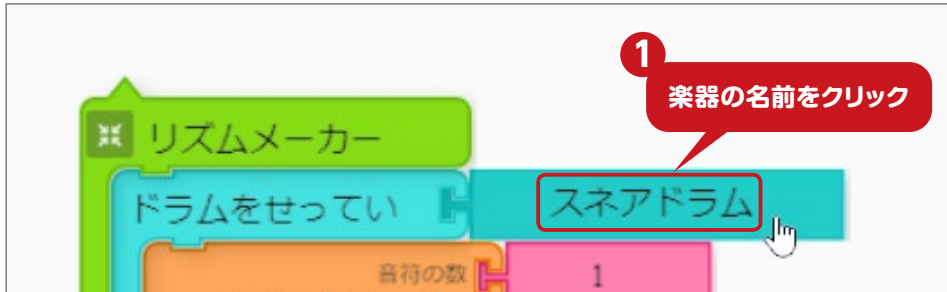 1
楽器の名前をクリック
リズムメーカー
ドラムをせってい スネアドラム
音符の数 1